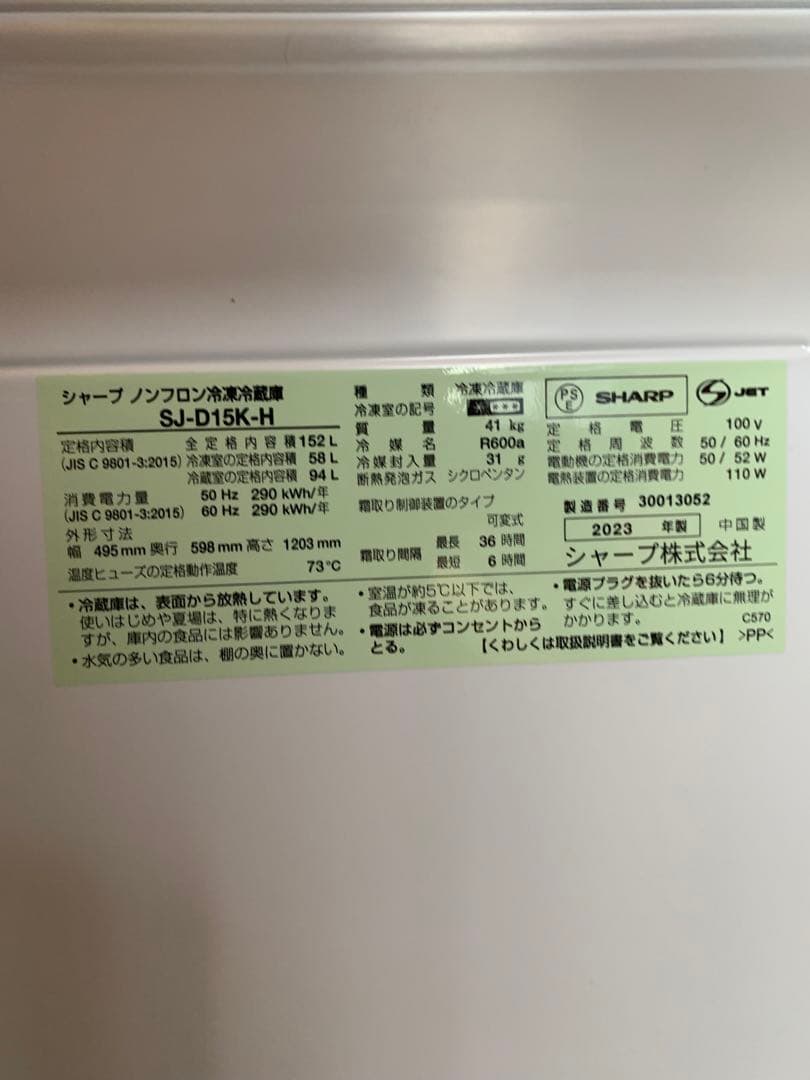 シャープ ノンフロン冷凍冷蔵庫
SJ-D15K-H
定格内容積 全定格内容積 152 L
(JIS C 9801-3:2015) 冷凍室の定格内容積 58 L
冷蔵室の定格内容積 94 L
消費電力量 50 Hz 290 kWh/年
(JIS C 9801-3:2015) 60 Hz 290 kWh/年
外形寸法
幅 495 mm 奥行 598 mm 高さ 1203 mm
温度ヒューズの定格動作温度 73℃
種類 冷凍冷蔵庫
冷凍室の記号 ****
質量 41 kg
冷媒名 R600a
冷媒封入量 31 g
断熱発泡ガス シクロペンタン
霜取り制御装置のタイプ
可変式
霜取り間隔 最長 36 時間
最短 6 時間
PSE SHARP JET
定格電圧 100 V
定格周波数 50 / 60 Hz
電動機の定格消費電力 50 / 52 W
電熱装置の定格消費電力 110 W
製造番号 30013052
2023 年製 中国製
シャープ株式会社
・冷蔵庫は、表面から放熱しています。
使いはじめや夏場は、特に熱くなりま
すが、庫内の食品には影響ありません。
・水気の多い食品は、棚の奥に置かない。
・室温が約5℃以下では、
食品が凍ることがあります。
・電源は必ずコンセントから
とる。
・電源プラグを抜いたら6分待つ。
すぐに差し込むと冷蔵庫に無理が
かかります。 C570
【くわしくは取扱説明書をご覧ください】 >PP<